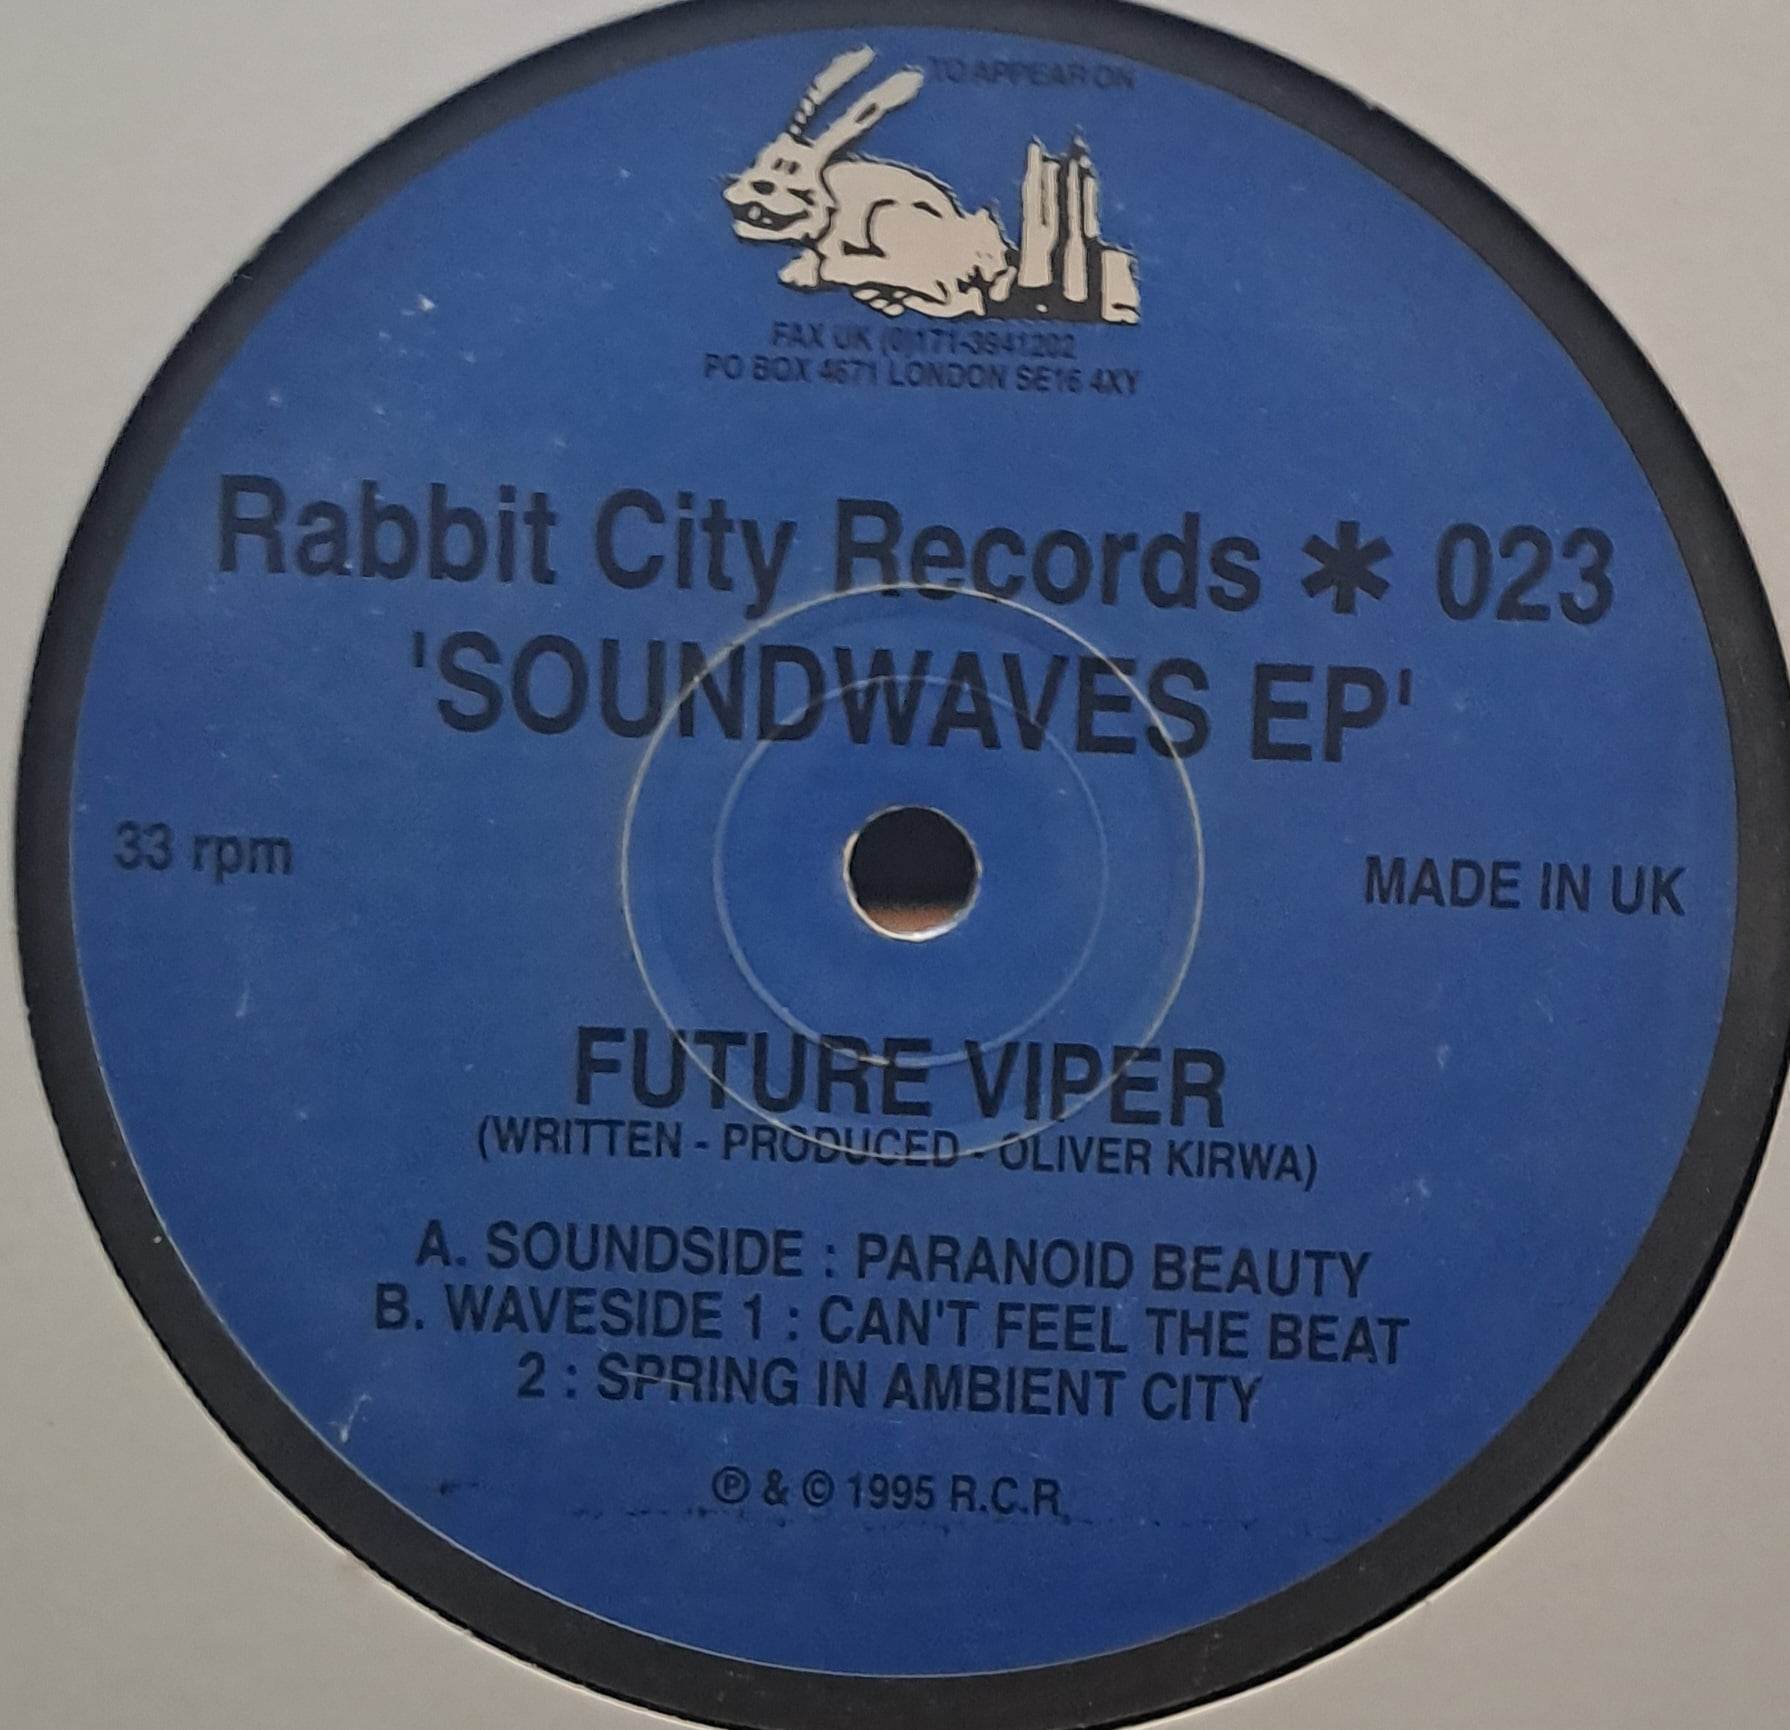 TO APPEAR ON
FAX UK (0)171-3941202
PO BOX 4671 LONDON SE16 4XY
Rabbit City Records * 023
'SOUNDWAVES EP'
33 rpm
MADE IN UK
FUTURE VIPER
(WRITTEN - PRODUCED - OLIVER KIRWA)
A. SOUNDSIDE : PARANOID BEAUTY
B. WAVESIDE 1 : CAN'T FEEL THE BEAT
2 : SPRING IN AMBIENT CITY
℗ & © 1995 R.C.R.